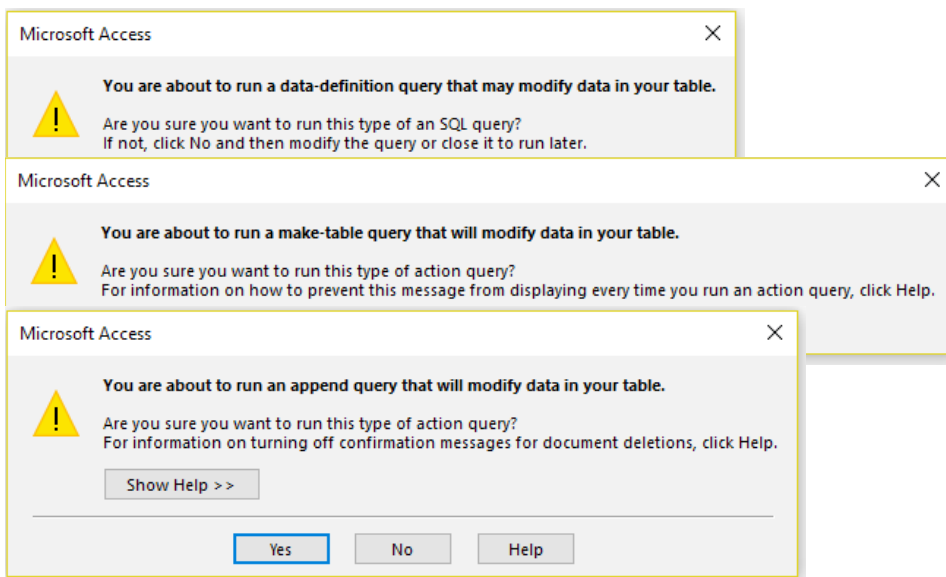 Microsoft Access
You are about to run a data-definition query that may modify data in your table.
Are you sure you want to run this type of an SQL query?
If not, click No and then modify the query or close it to run later.
Microsoft Access
You are about to run a make-table query that will modify data in your table.
Are you sure you want to run this type of action query?
For information on how to prevent this message from displaying every time you run an action query, click Help.
Microsoft Access
You are about to run an append query that will modify data in your table.
Are you sure you want to run this type of action query?
For information on turning off confirmation messages for document deletions, click Help.
Show Help >>
Yes No Help